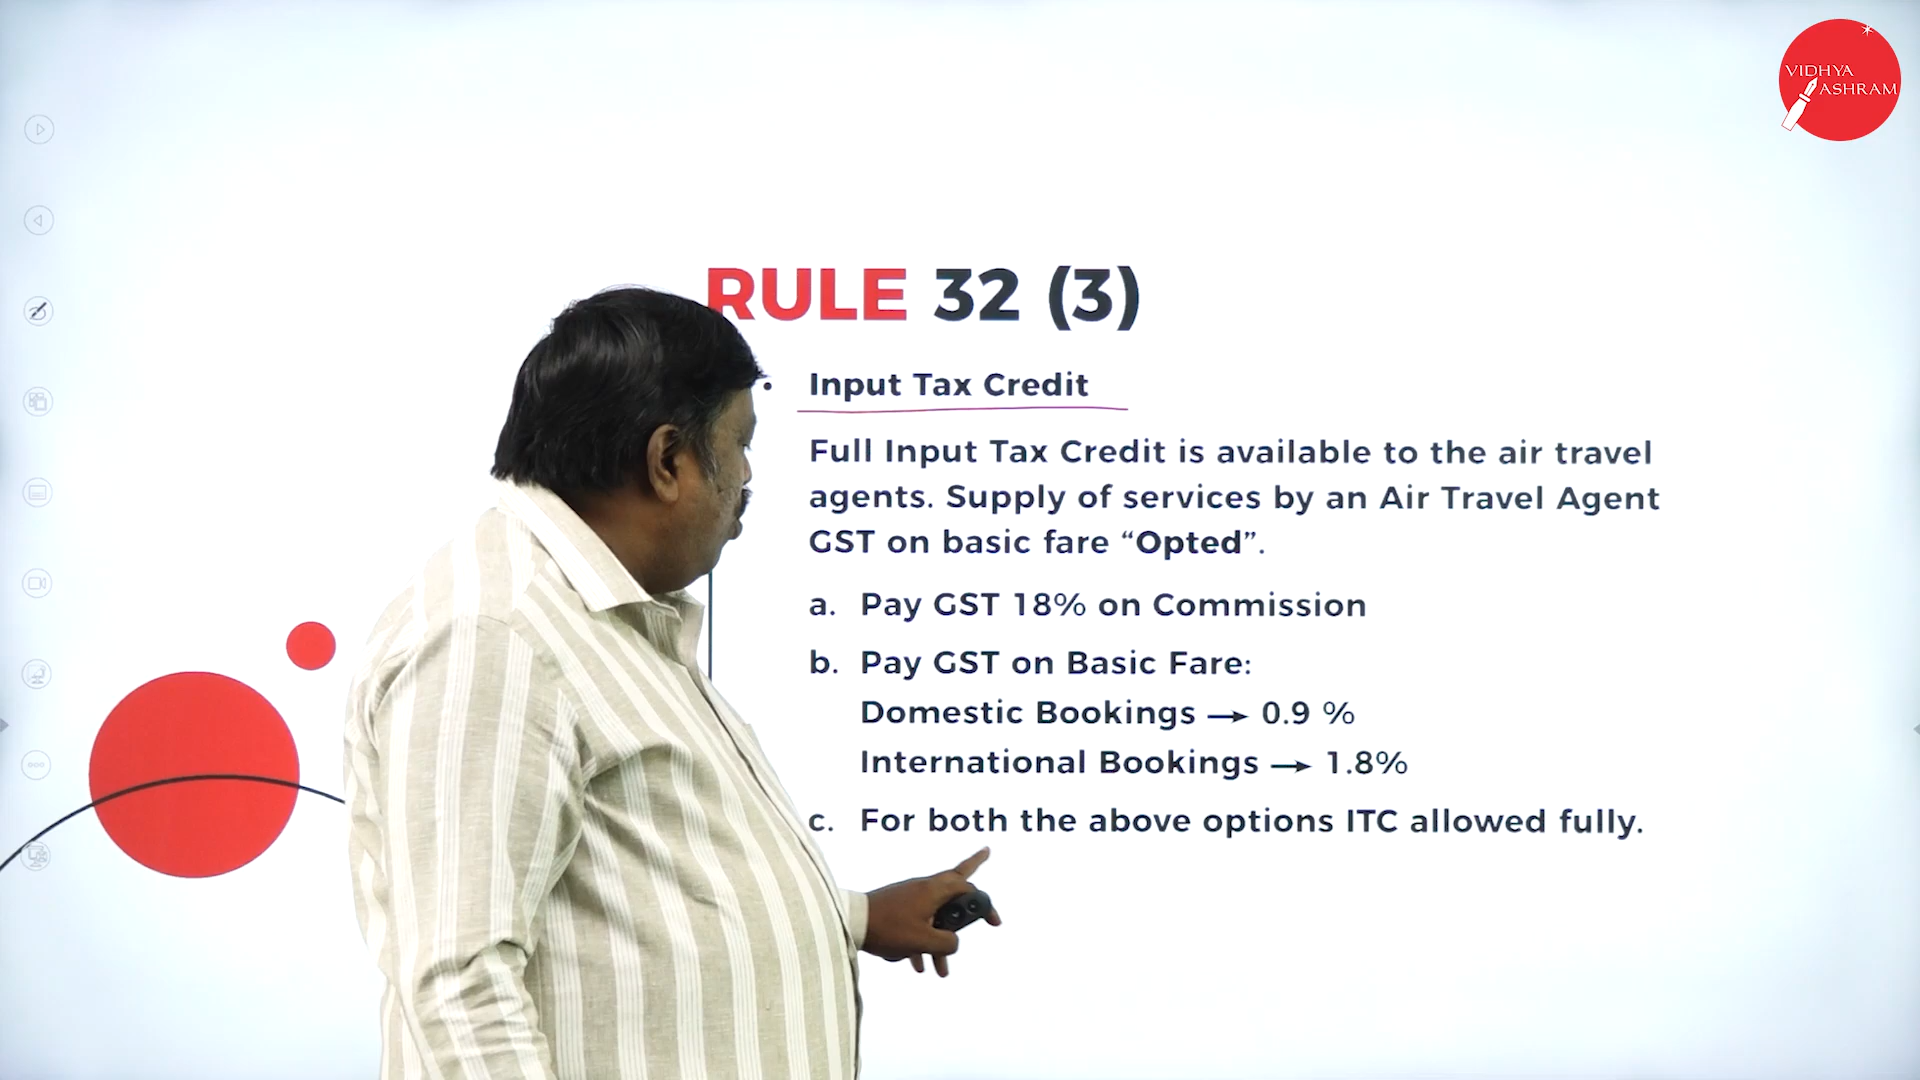 VIDHYA
ASHRAM
RULE 32 (3)
• Input Tax Credit
Full Input Tax Credit is available to the air travel
agents. Supply of services by an Air Travel Agent
GST on basic fare “Opted”.
a. Pay GST 18% on Commission
b. Pay GST on Basic Fare:
Domestic Bookings → 0.9 %
International Bookings → 1.8%
c. For both the above options ITC allowed fully.